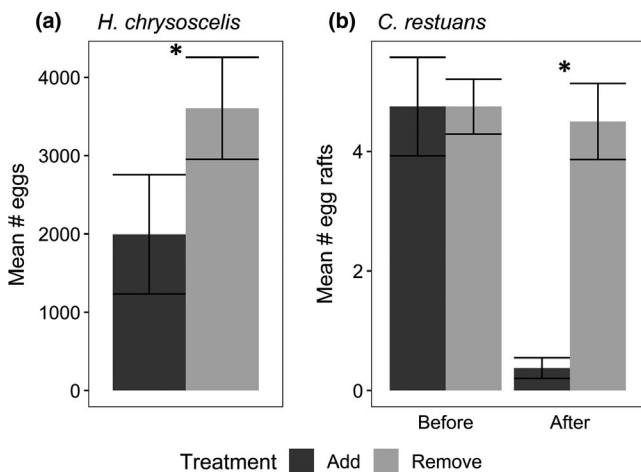 (a) H. chrysoscelis
Mean # eggs
4000
3000
2000
1000
0
*
(b) C. restuans
Mean # egg rafts
4
2
0
*
Before After
Treatment Add Remove